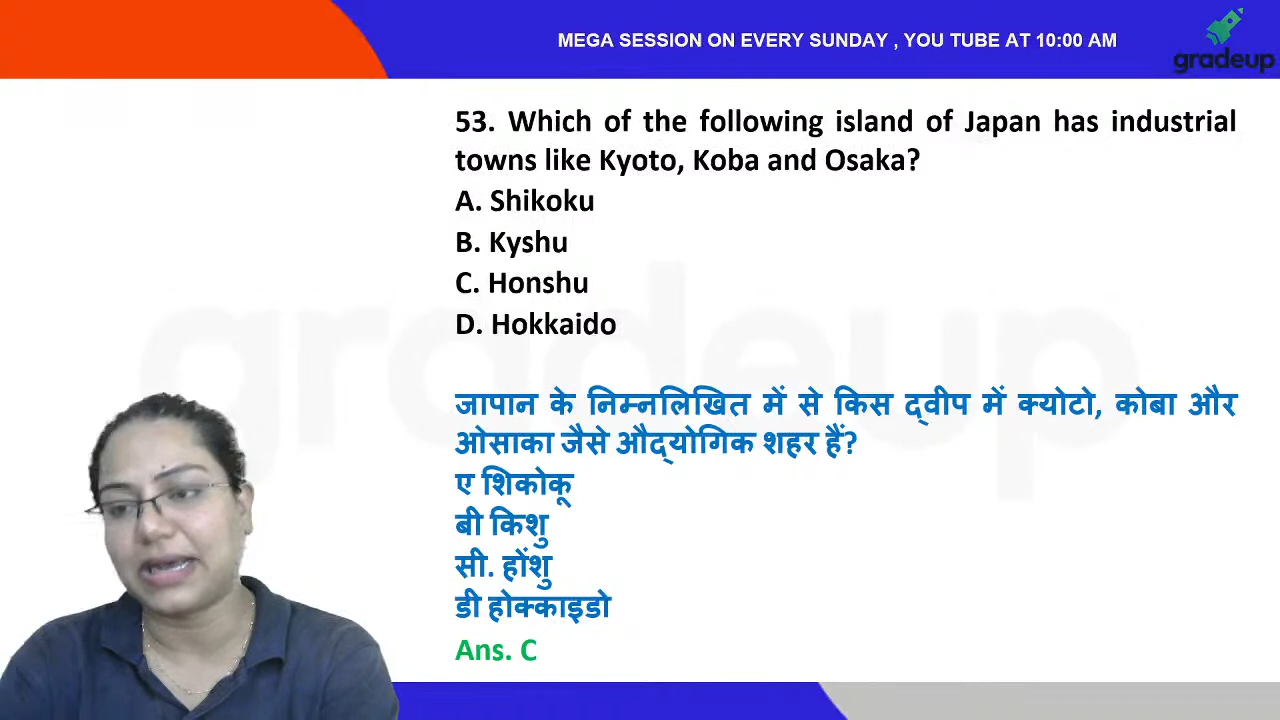 MEGA SESSION ON EVERY SUNDAY , YOU TUBE AT 10:00 AM
gradeup
53. Which of the following island of Japan has industrial
towns like Kyoto, Koba and Osaka?
A. Shikoku
B. Kyshu
C. Honshu
D. Hokkaido
gradeup
जापान के निम्नलिखित में से किस द्वीप में क्योटो, कोबा और
ओसाका जैसे औद्योगिक शहर हैं?
ए शिकोकू
बी किशु
सी. होंशु
डी होक्काइडो
Ans. C